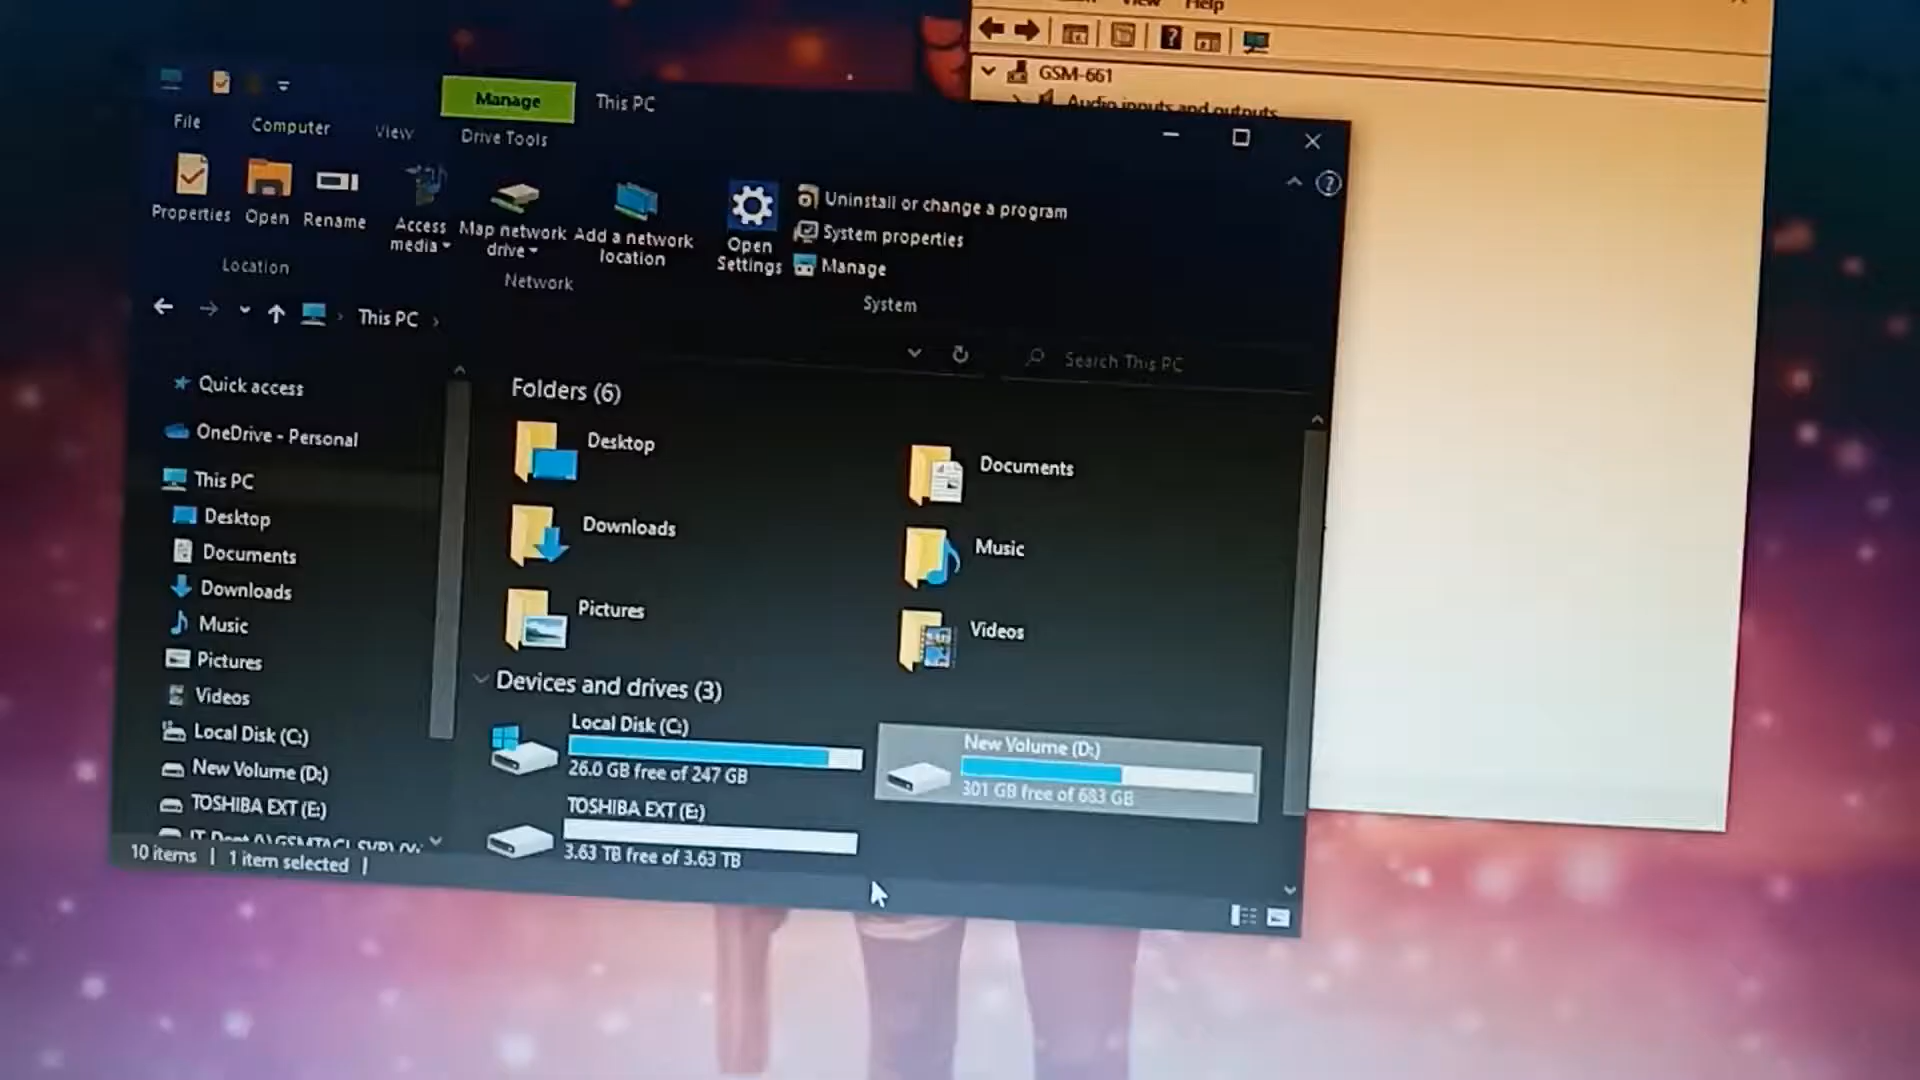 View Help
GSM-661
Audio inputs and outputs
Manage
This PC
File
Computer
View
Drive Tools
Properties
Open
Rename
Access media
Map network drive
Add a network location
Open Settings
Uninstall or change a program
System properties
Manage
Location
Network
System
This PC
Search This PC
Quick access
OneDrive - Personal
This PC
Desktop
Documents
Downloads
Music
Pictures
Videos
Local Disk (C:)
New Volume (D:)
TOSHIBA EXT (E:)
Folders (6)
Desktop
Documents
Downloads
Music
Pictures
Videos
Devices and drives (3)
Local Disk (C:)
26.0 GB free of 247 GB
New Volume (D:)
301 GB free of 683 GB
TOSHIBA EXT (E:)
3.63 TB free of 3.63 TB
10 items
1 item selected